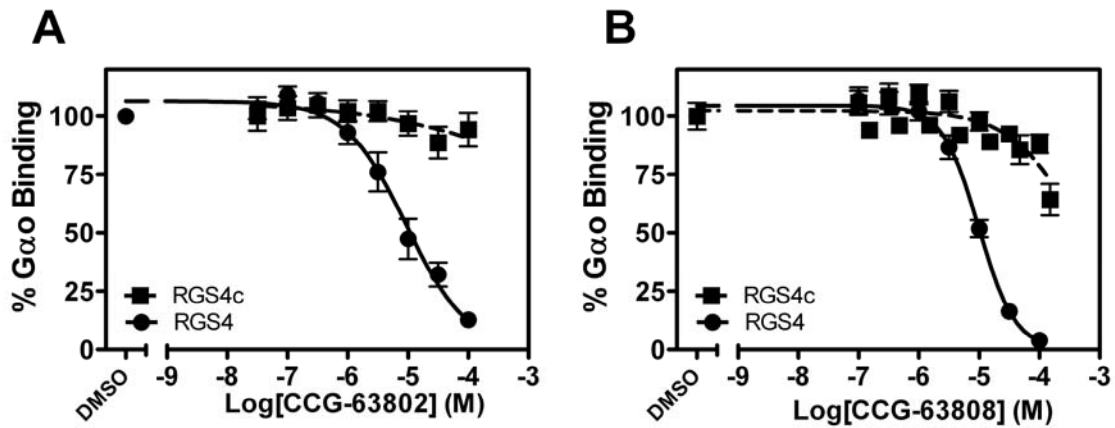 A
B
% Gαo Binding
100
75
50
25
0
RGS4c
RGS4
DMSO
-9
-8
-7
-6
-5
-4
-3
Log[CCG-63802] (M)
% Gαo Binding
100
75
50
25
0
RGS4c
RGS4
DMSO
-9
-8
-7
-6
-5
-4
-3
Log[CCG-63808] (M)